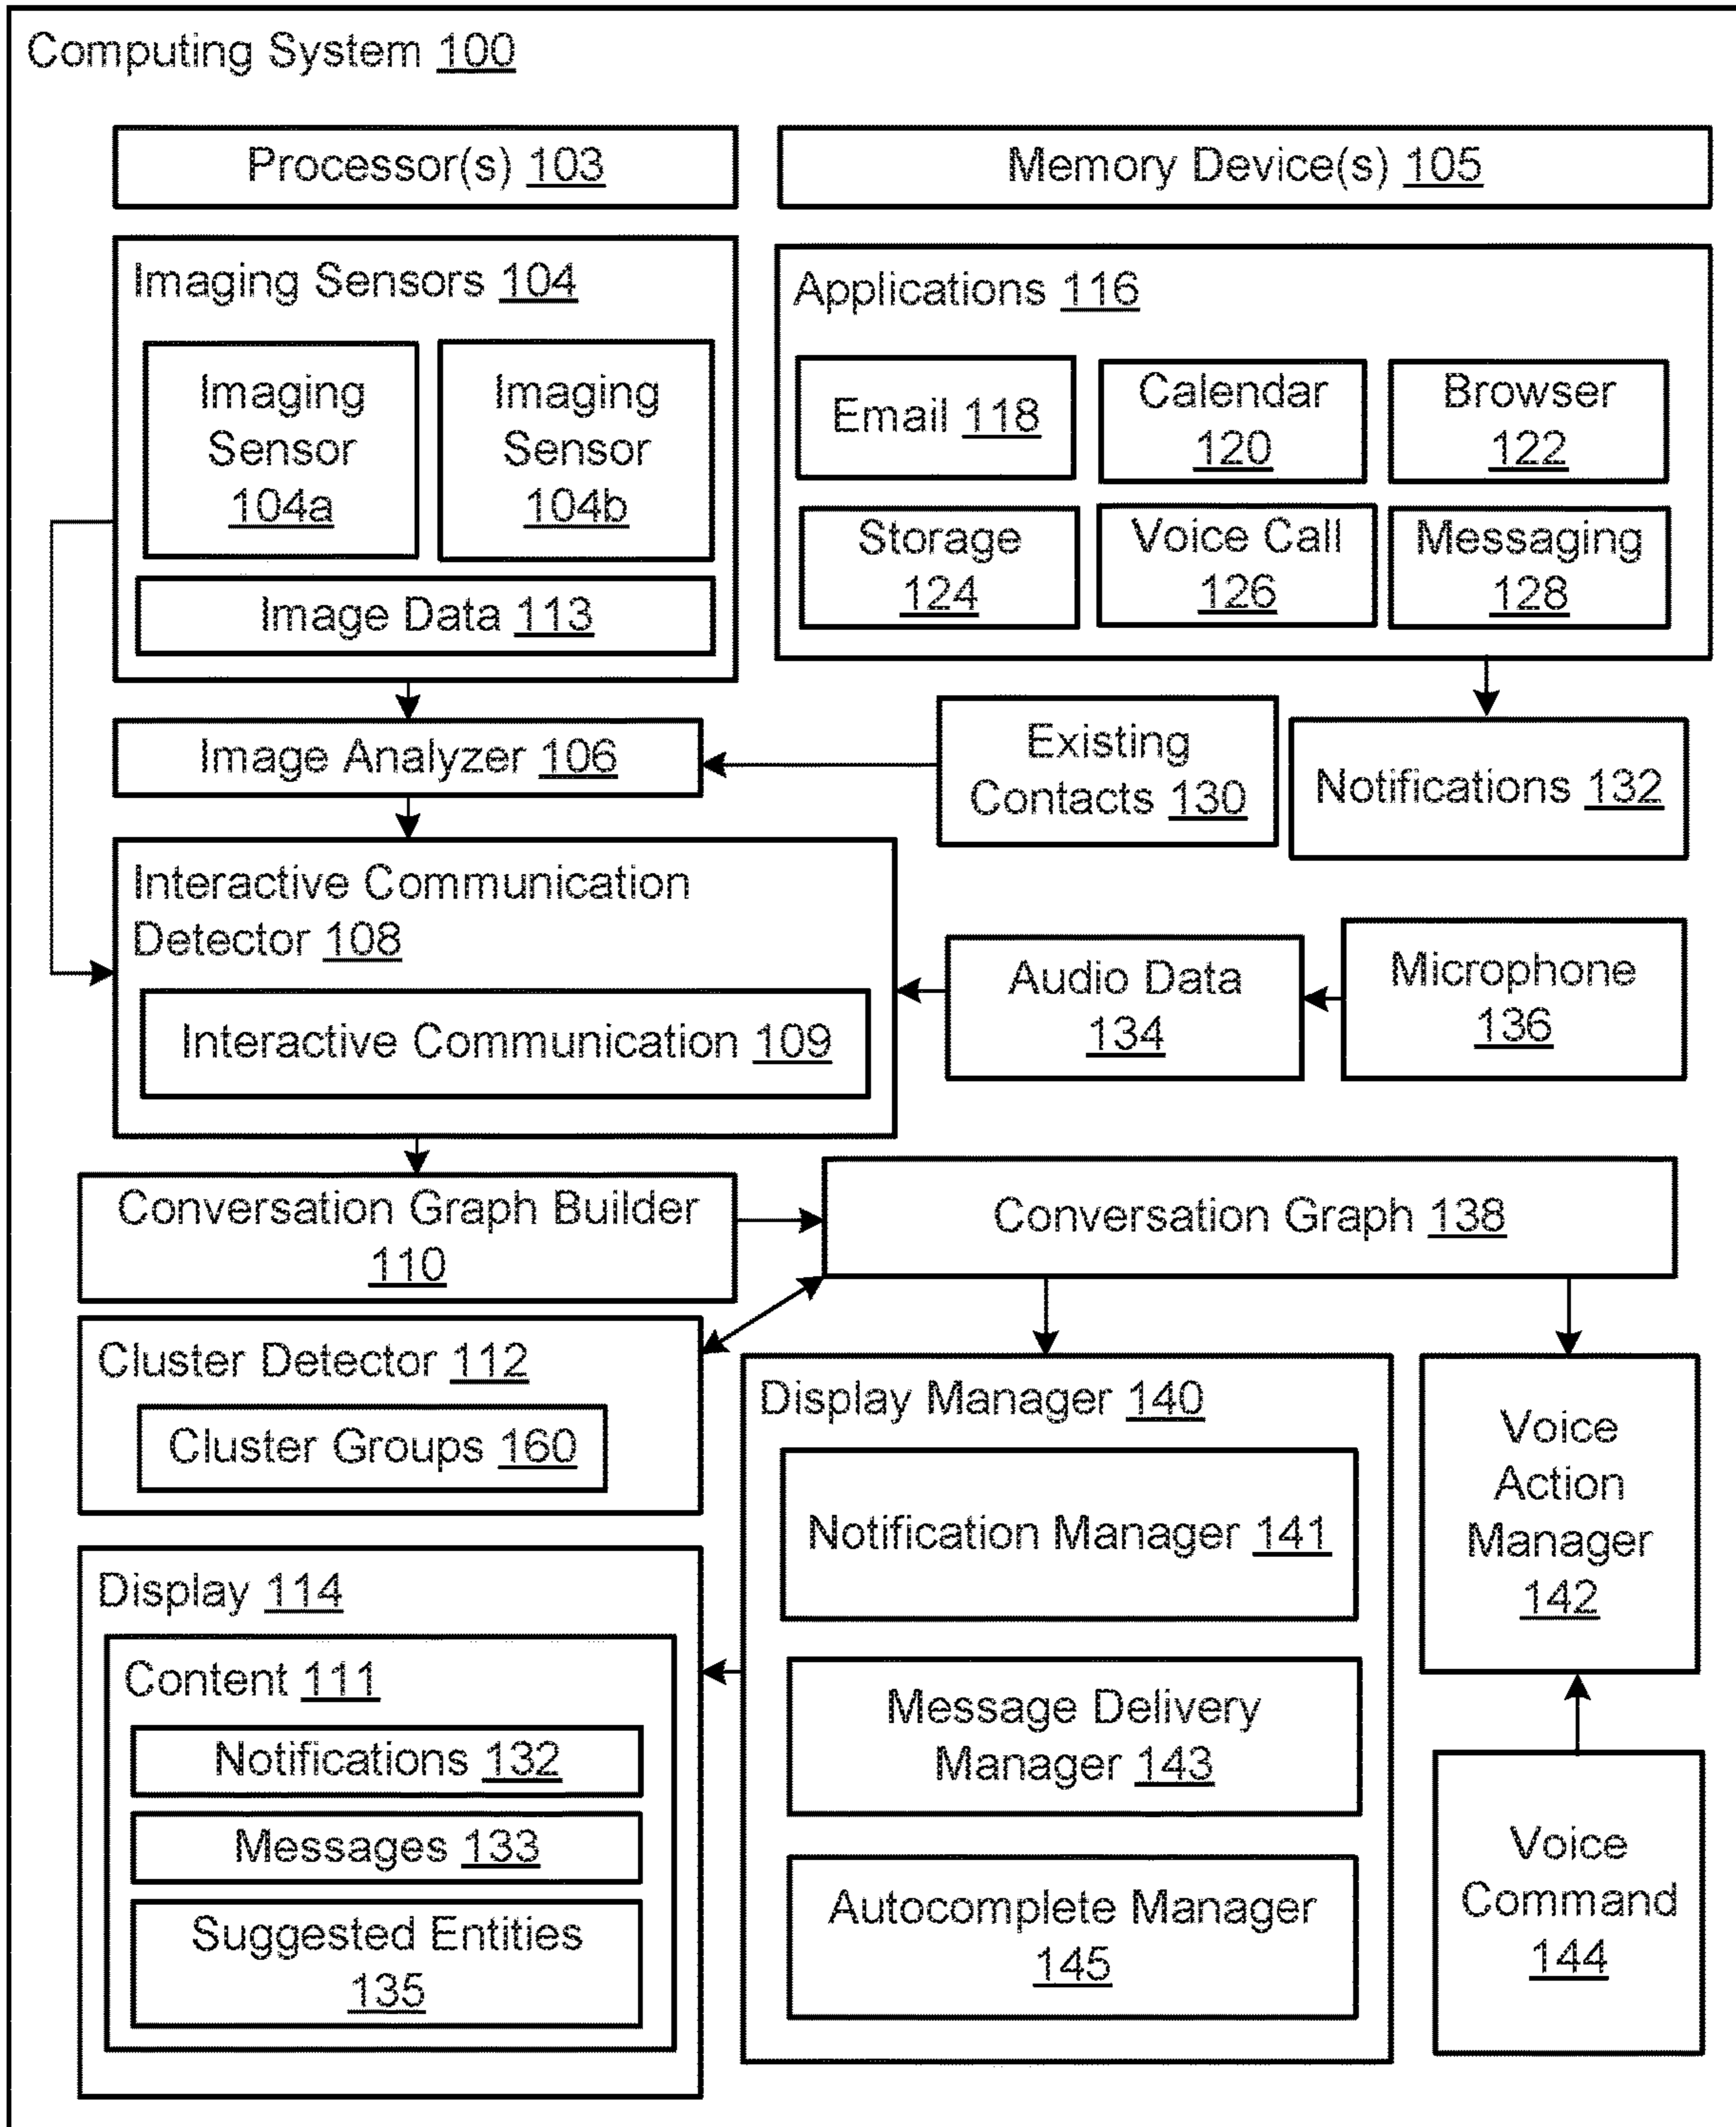 Computing System 100
Processor(s) 103
Memory Device(s) 105
Imaging Sensors 104
Imaging
Sensor
104a
Imaging
Sensor
104b
Image Data 113
Applications 116
Email 118
Calendar
120
Browser
122
Storage
124
Voice Call
126
Messaging
128
Image Analyzer 106
Existing
Contacts 130
Notifications 132
Interactive Communication
Detector 108
Interactive Communication 109
Audio Data
134
Microphone
136
Conversation Graph Builder
110
Conversation Graph 138
Cluster Detector 112
Cluster Groups 160
Display Manager 140
Notification Manager 141
Message Delivery
Manager 143
Autocomplete Manager
145
Voice
Action
Manager
142
Display 114
Content 111
Notifications 132
Messages 133
Suggested Entities
135
Voice
Command
144